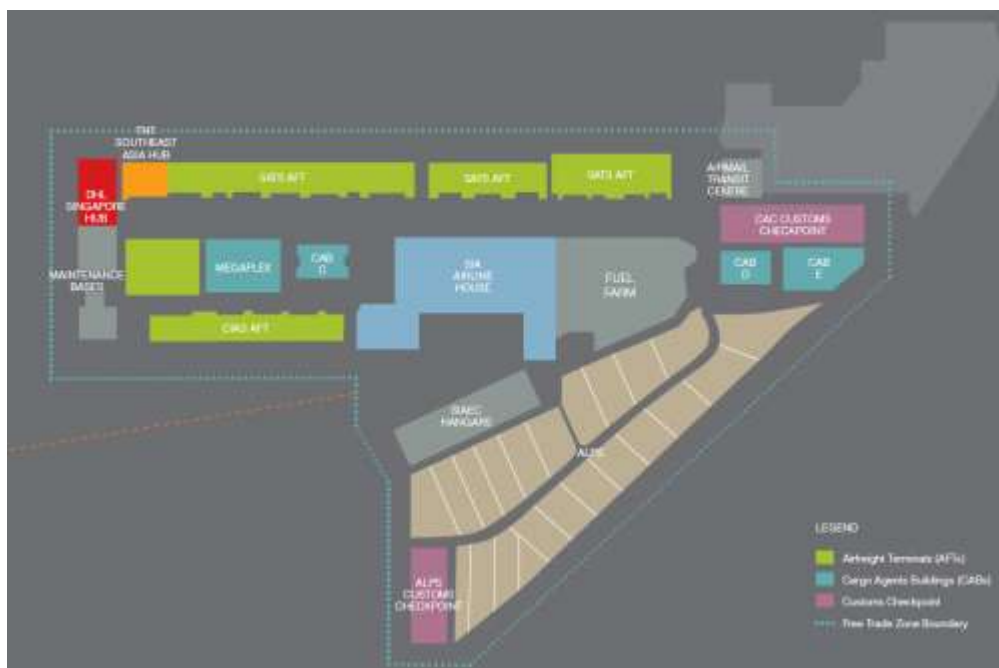 TNT
SOUTHEAST
ASIA HUB
SATS AFT
SATS AFT
SATS AFT
AIRMAIL
TRANSIT
CENTRE
DHL
SINGAPORE
HUB
CAC CUSTOMS
CHECKPOINT
MAINTENANCE
BASES
MEGAPLEX
CAB
SIA
AIRLINE
HOUSE
FUEL
FARM
CAB
CAB
E
CIAS AFT
SIAEC
HANGARS
ALPS
ALPS
CUSTOMS
CHECKPOINT
LEGEND
Airfreight Terminals (AFTs)
Cargo Agents Buildings (CABs)
Customs Checkpoint
Free Trade Zone Boundary